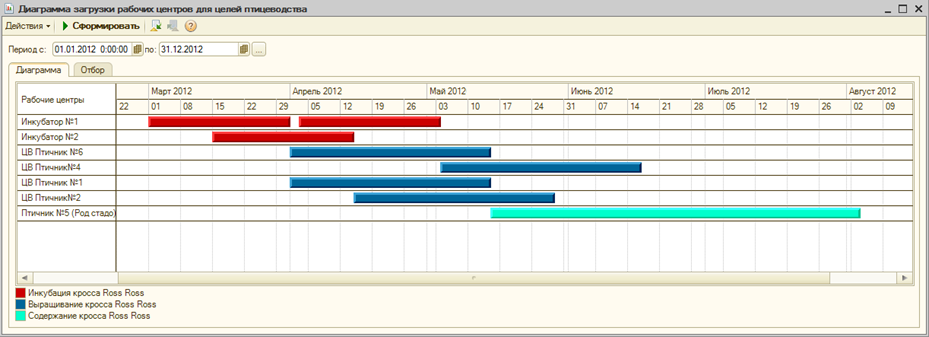 Диаграмма загрузки рабочих центров для целей птицеводства
Действия Сформировать
Период с: 01.01.2012 0:00:00 по: 31.12.2012 ...
Диаграмма Отбор
Рабочие центры
Март 2012 Апрель 2012 Май 2012 Июнь 2012 Июль 2012 Август 2012
22 01 08 15 22 29 05 12 19 26 03 10 17 24 31 07 14 21 28 05 12 19 26 02 09
Инкубатор №1
Инкубатор №2
ЦВ Птичник №6
ЦВ Птичник№4
ЦВ Птичник №1
ЦВ Птичник№2
Птичник №5 (Род стадо)
Инкубация кросса Ross Ross
Выращивание кросса Ross Ross
Содержание кросса Ross Ross